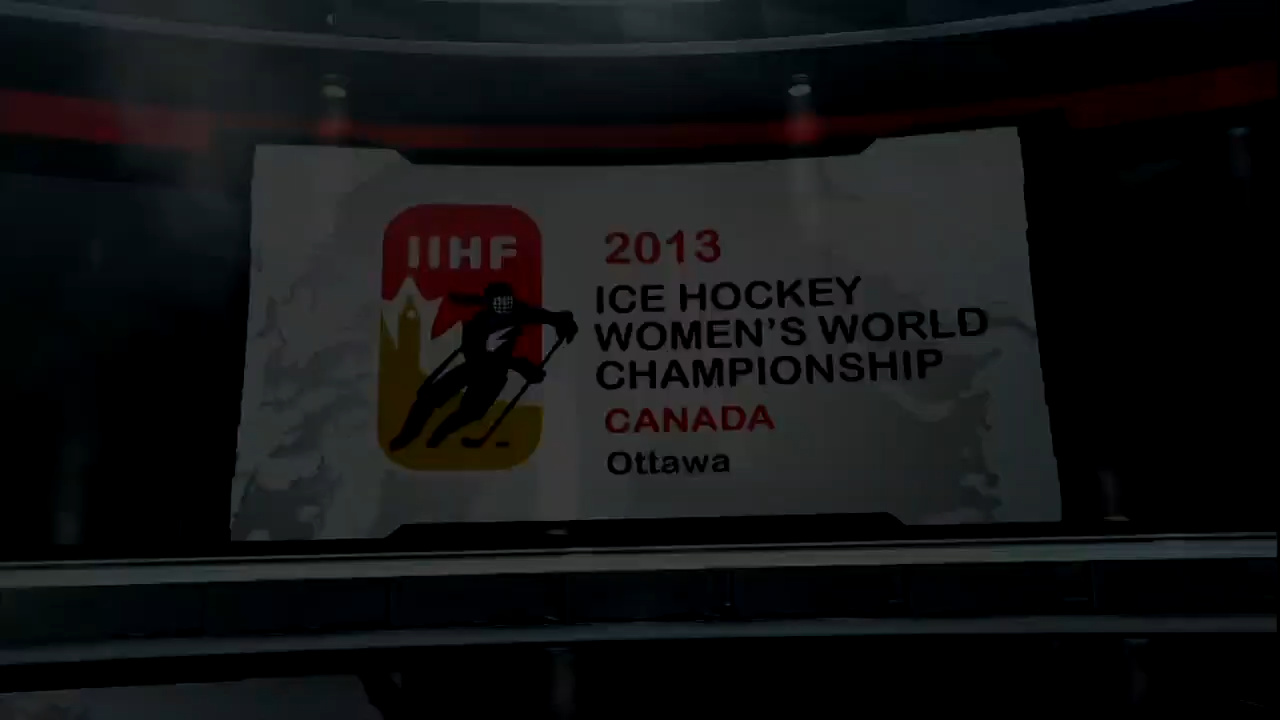 IIHF
2013
ICE HOCKEY
WOMEN'S WORLD
CHAMPIONSHIP
CANADA
Ottawa